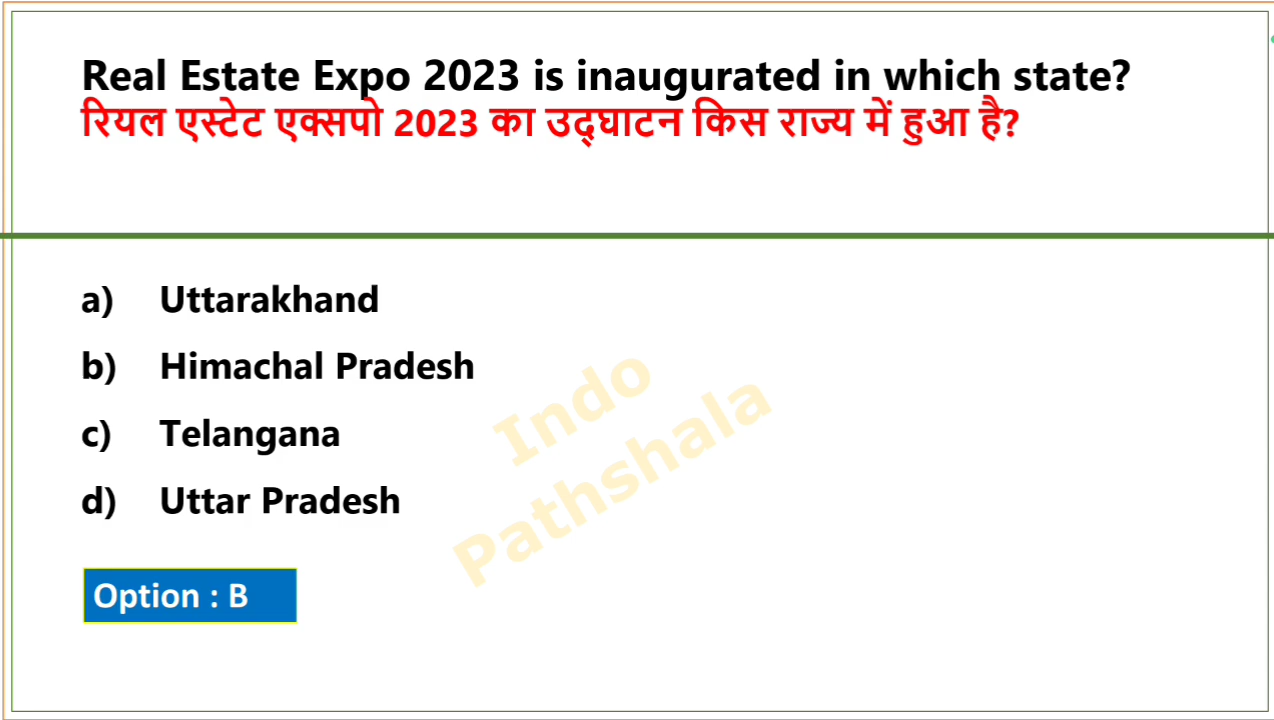 Real Estate Expo 2023 is inaugurated in which state?
रियल एस्टेट एक्सपो 2023 का उद्घाटन किस राज्य में हुआ है?
a) Uttarakhand
b) Himachal Pradesh
c) Telangana
d) Uttar Pradesh
Indo
Pathshala
Option : B